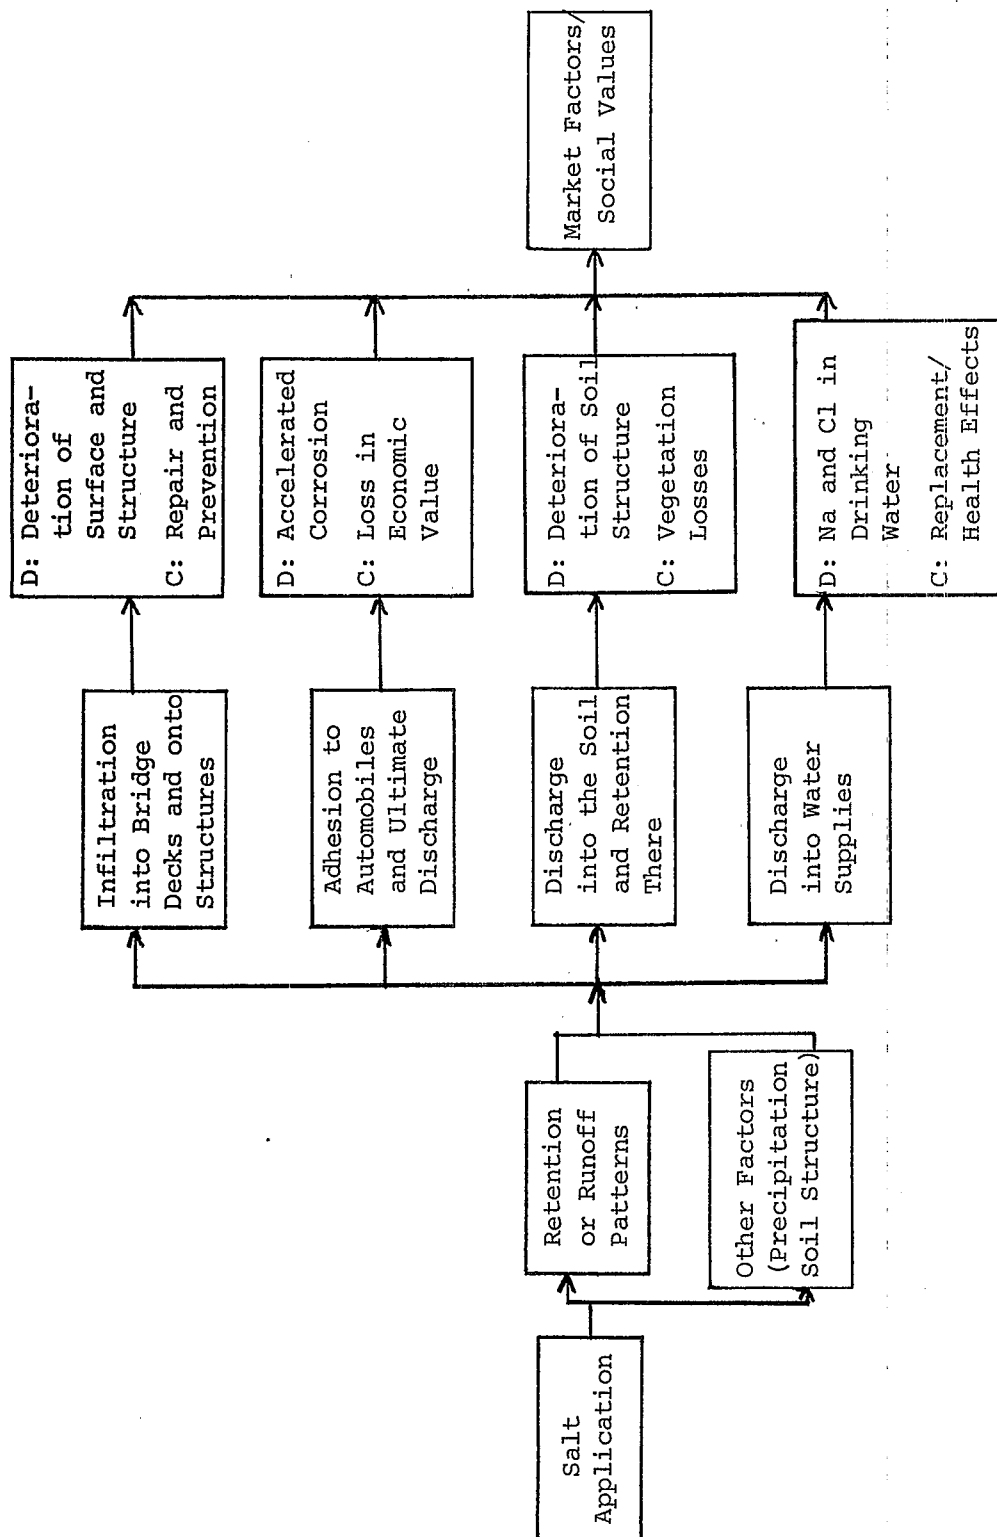 Salt
Application
Retention
or Runoff
Patterns
Other Factors
(Precipitation
Soil Structure)
Infiltration
into Bridge
Decks and onto
Structures
Adhesion to
Automobiles
and Ultimate
Discharge
Discharge
into the Soil
and Retention
There
Discharge
into Water
Supplies
D: Deteriora-
tion of
Surface and
Structure
C: Repair and
Prevention
D: Accelerated
Corrosion
C: Loss in
Economic
Value
D: Deteriora-
tion of Soil
Structure
C: Vegetation
Losses
D: Na and Cl in
Drinking
Water
C: Replacement/
Health Effects
Market Factors/
Social Values